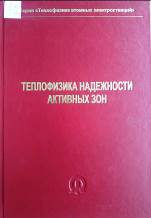 Серия «Теплофизика атомных электростанций»
ТЕПЛОФИЗИКА НАДЕЖНОСТИ
АКТИВНЫХ ЗОН